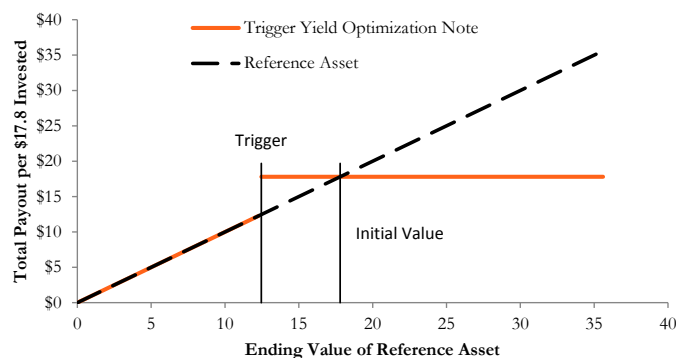 $40
$35
$30
$25
$20
$15
$10
$5
$0
Total Payout per $17.8 Invested
Trigger Yield Optimization Note
Reference Asset
Trigger
Initial Value
0 5 10 15 20 25 30 35 40
Ending Value of Reference Asset